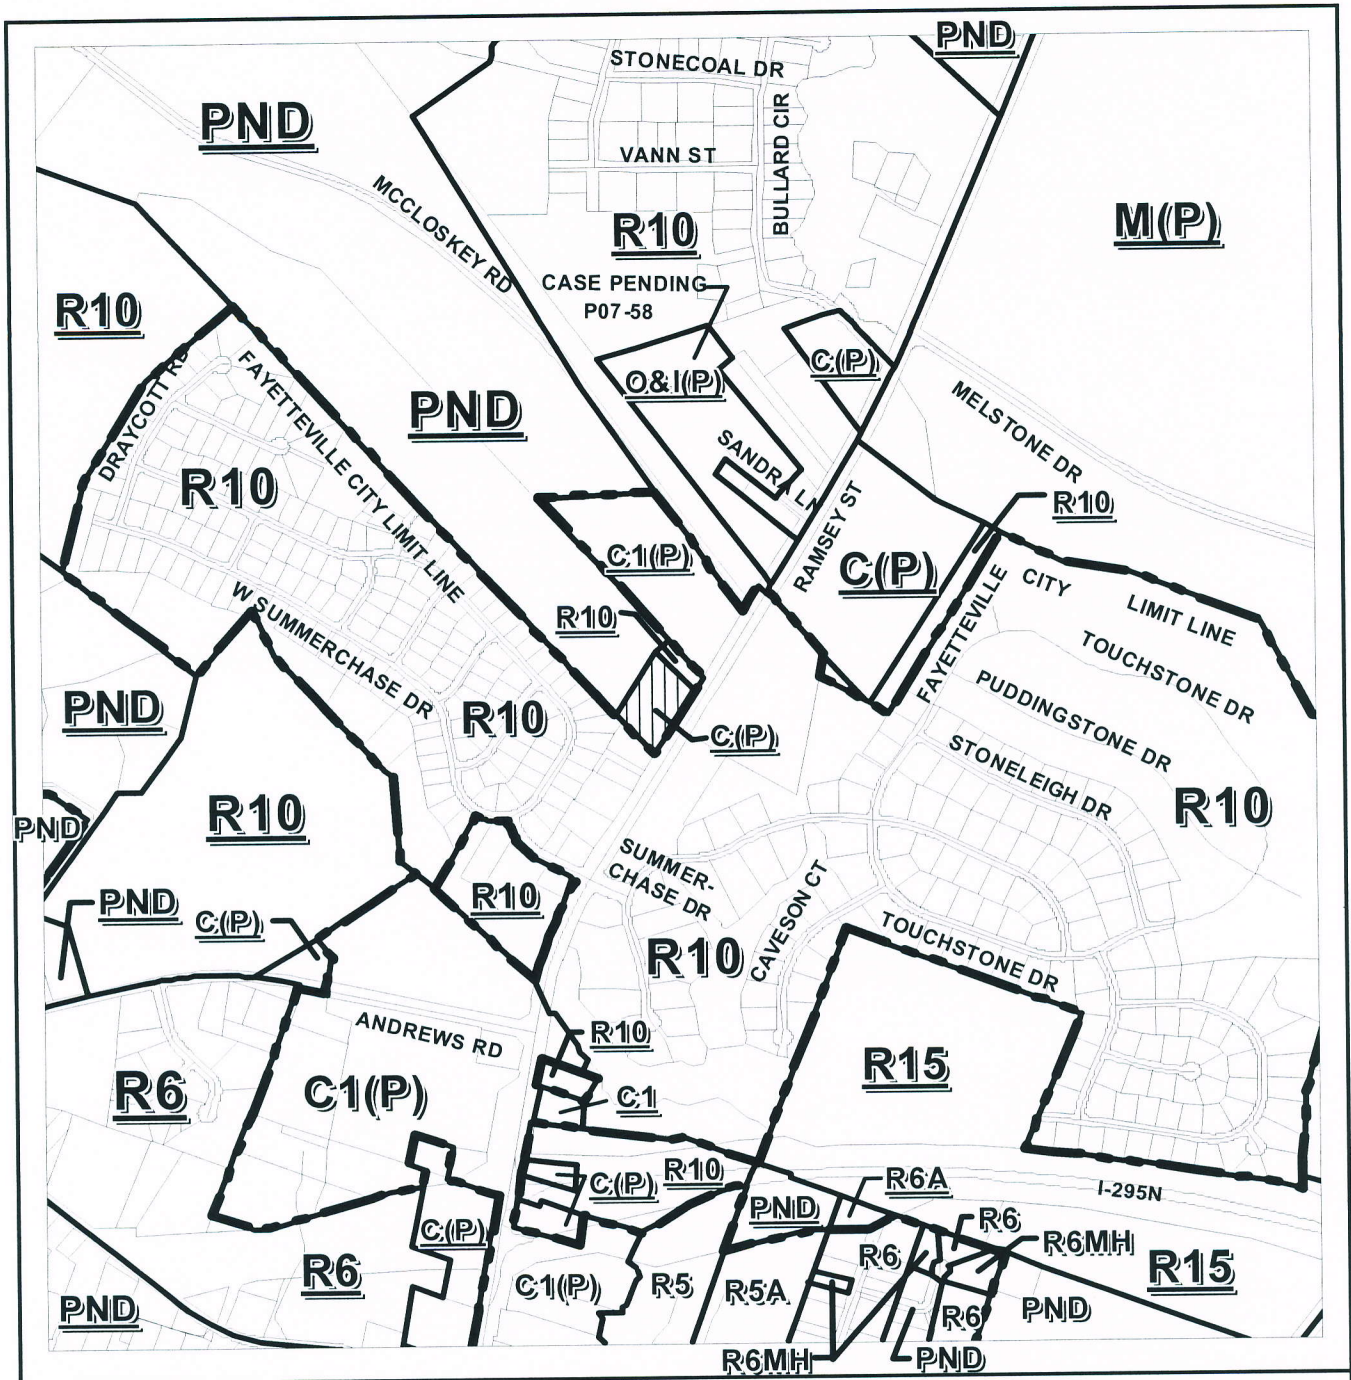 PND
STONECOAL DR
PND
BULLARD CIR
VANN ST
MCCLOSKEY RD
R10
M(P)
CASE PENDING
P07-58
R10
C(P)
O&I(P)
DRAYCOTT RD
FAYETTEVILLE CITY LIMIT LINE
PND
MELSTONE DR
SANDRA LN
R10
R10
RAMSEY ST
C1(P)
C(P)
FAYETTEVILLE
CITY
LIMIT LINE
W SUMMERCHASE DR
R10
TOUCHSTONE DR
PUDDINGSTONE DR
PND
R10
C(P)
STONELEIGH DR
R10
R10
PND
SUMMER-
CHASE DR
CAVESON CT
R10
PND
C(P)
TOUCHSTONE DR
R10
ANDREWS RD
R10
R15
R6
C1(P)
C1
C(P)
R10
R6A
I-295N
PND
C(P)
R6
R6MH
R6
R6
R15
C1(P)
R5
R5A
R6
PND
PND
R6MH
PND